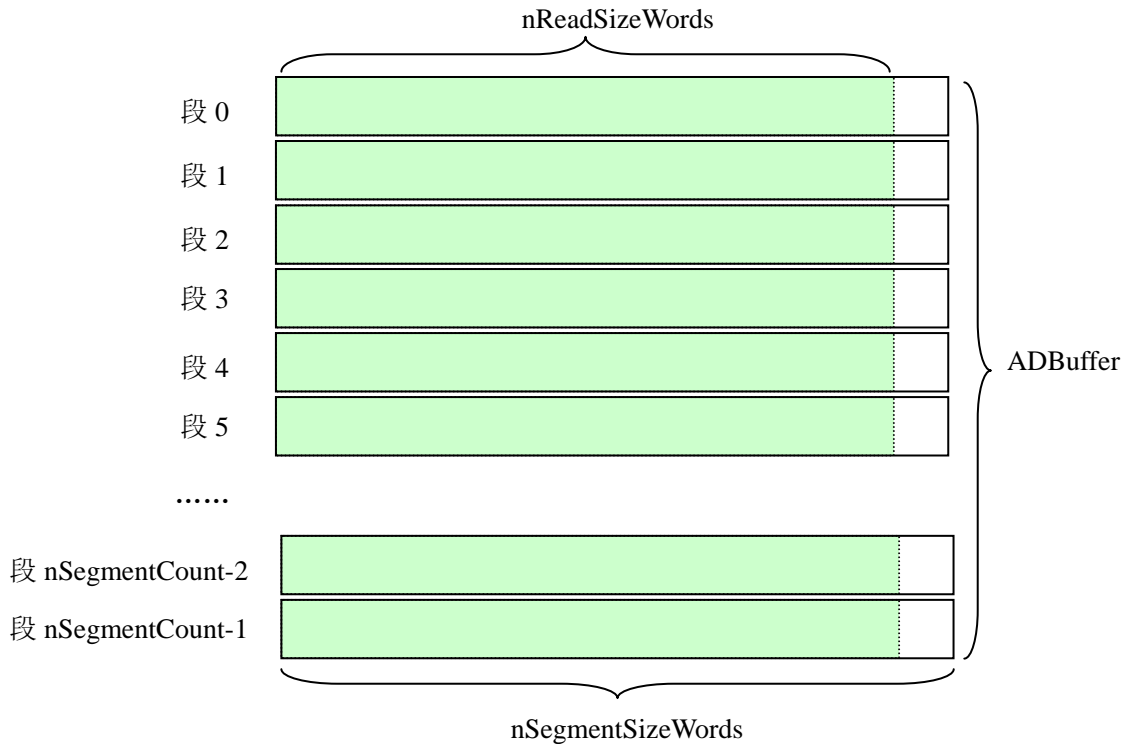 nReadSizeWords
段 0
段 1
段 2
段 3
段 4
ADBuffer
段 5
……
段 nSegmentCount-2
段 nSegmentCount-1
nSegmentSizeWords